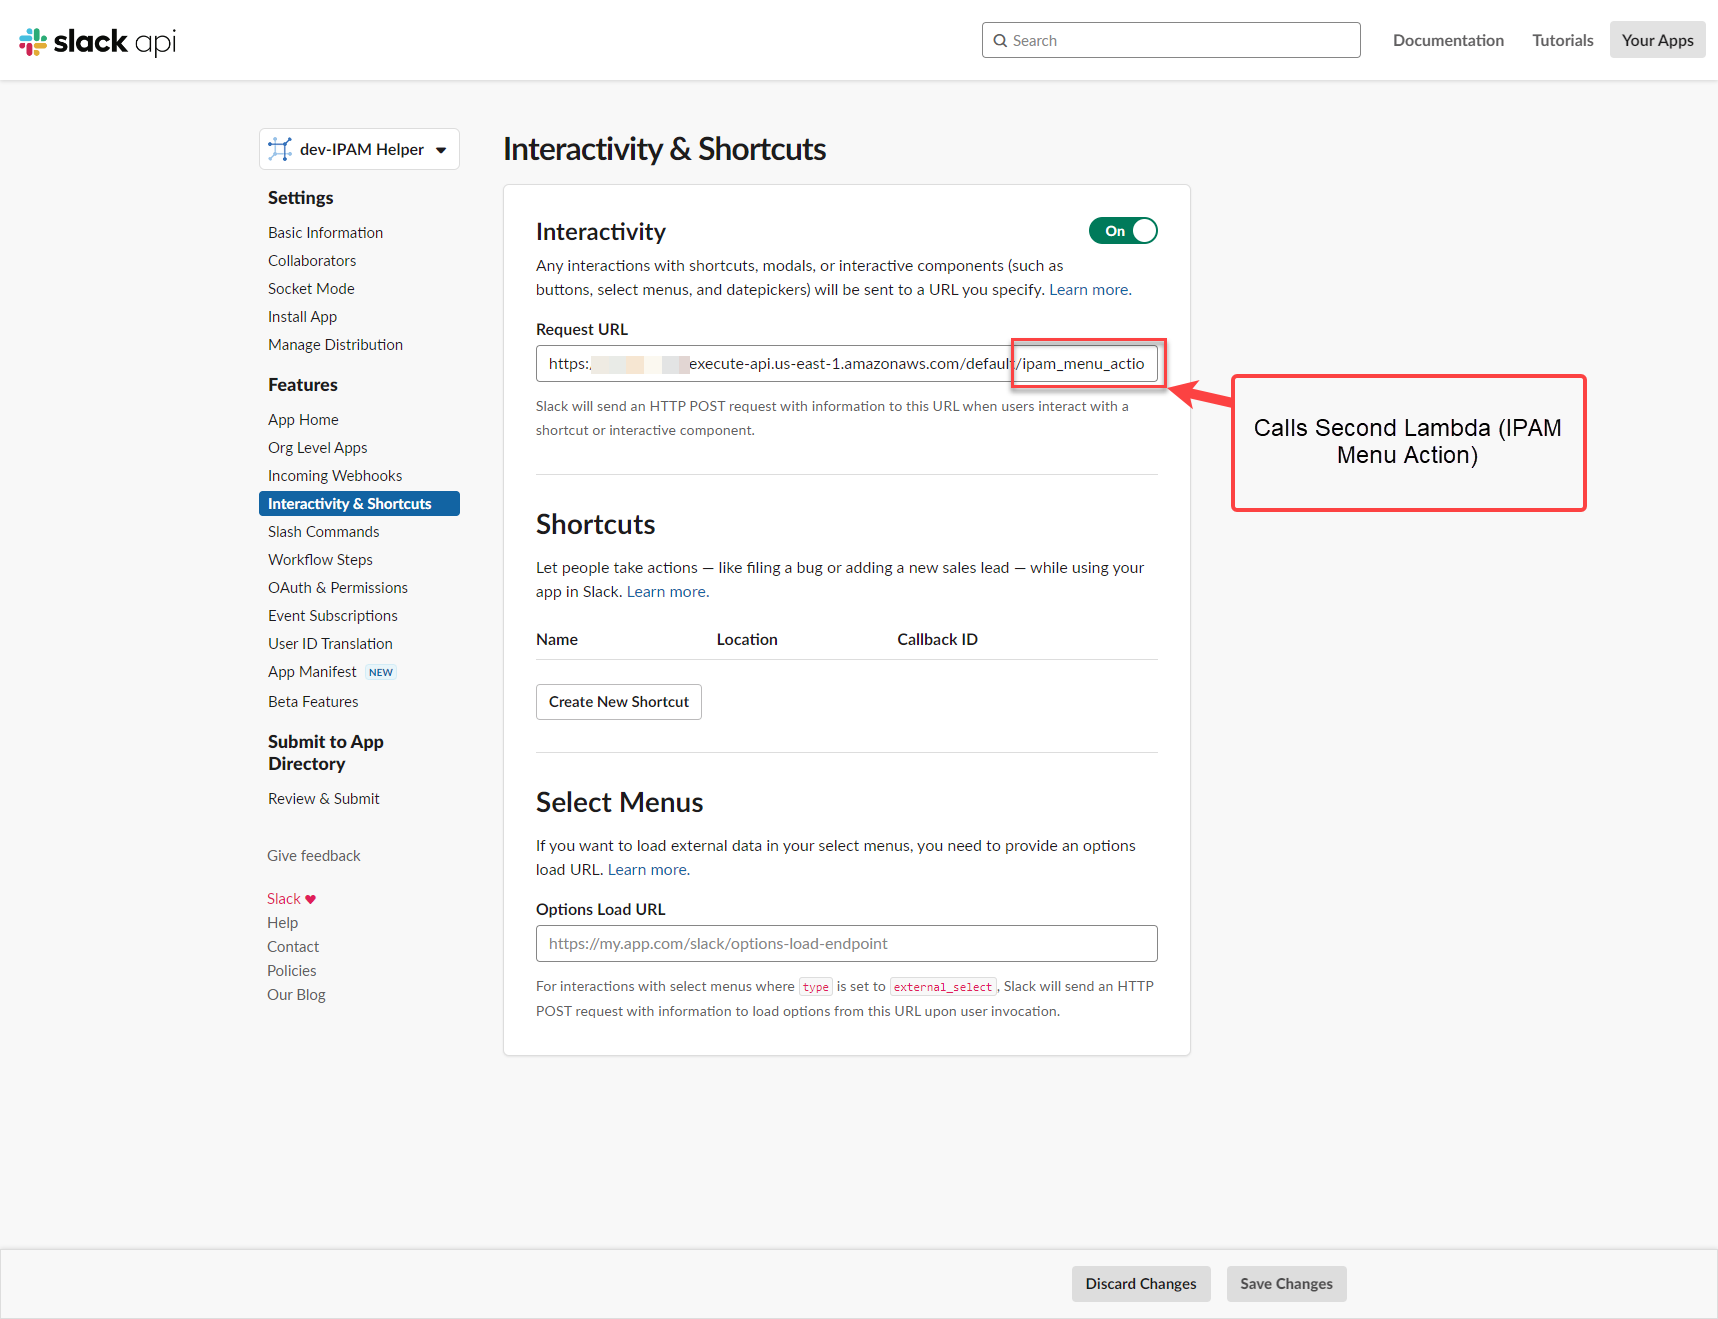 slack api
Search
Documentation
Tutorials
Your Apps
dev-IPAM Helper
Settings
Basic Information
Collaborators
Socket Mode
Install App
Manage Distribution
Features
App Home
Org Level Apps
Incoming Webhooks
Interactivity & Shortcuts
Slash Commands
Workflow Steps
OAuth & Permissions
Event Subscriptions
User ID Translation
App Manifest NEW
Beta Features
Submit to App
Directory
Review & Submit
Give feedback
Slack
Help
Contact
Policies
Our Blog
Interactivity & Shortcuts
Interactivity
On
Any interactions with shortcuts, modals, or interactive components (such as
buttons, select menus, and datepickers) will be sent to a URL you specify. Learn more.
Request URL
https:/ execute-api.us-east-1.amazonaws.com/default/ipam_menu_actio
Slack will send an HTTP POST request with information to this URL when users interact with a
shortcut or interactive component.
Calls Second Lambda (IPAM
Menu Action)
Shortcuts
Let people take actions — like filing a bug or adding a new sales lead — while using your
app in Slack. Learn more.
Name Location Callback ID
Create New Shortcut
Select Menus
If you want to load external data in your select menus, you need to provide an options
load URL. Learn more.
Options Load URL
https://my.app.com/slack/options-load-endpoint
For interactions with select menus where type is set to external_select, Slack will send an HTTP
POST request with information to load options from this URL upon user invocation.
Discard Changes
Save Changes